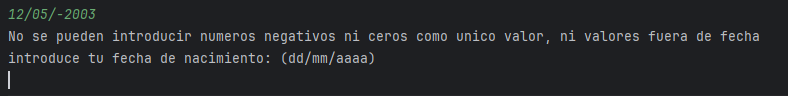 12/05/-2003
No se pueden introducir numeros negativos ni ceros como unico valor, ni valores fuera de fecha
introduce tu fecha de nacimiento: (dd/mm/aaaa)